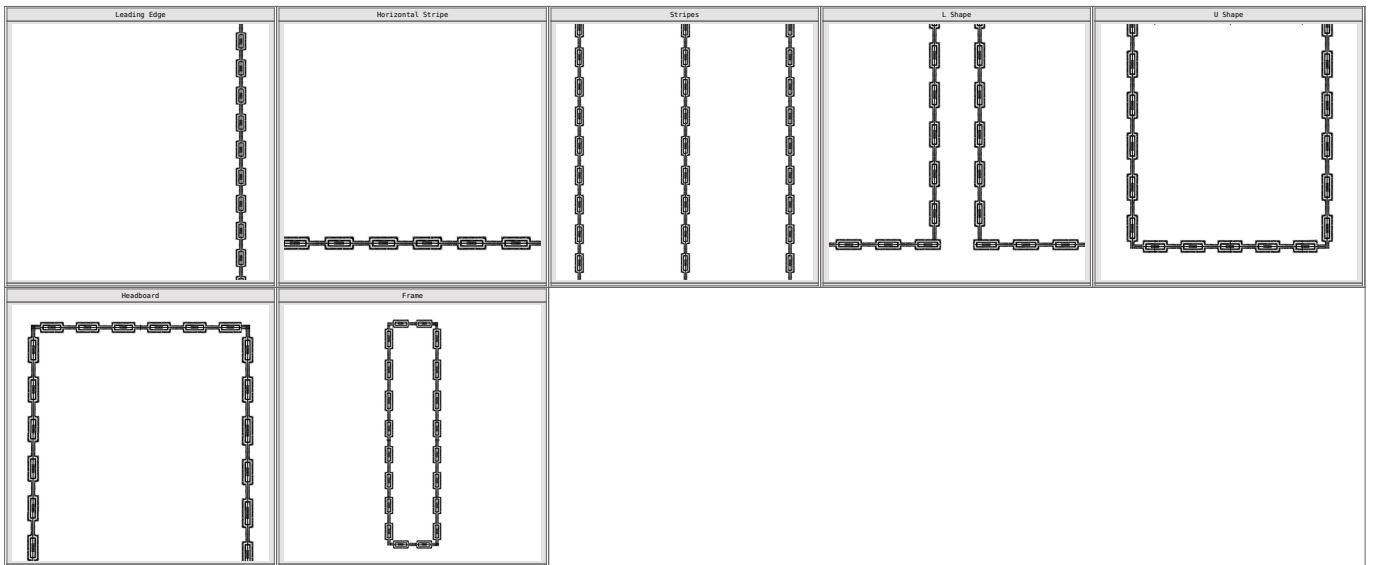 Leading Edge
Horizontal Stripe
Stripes
L Shape
U Shape
Headboard
Frame